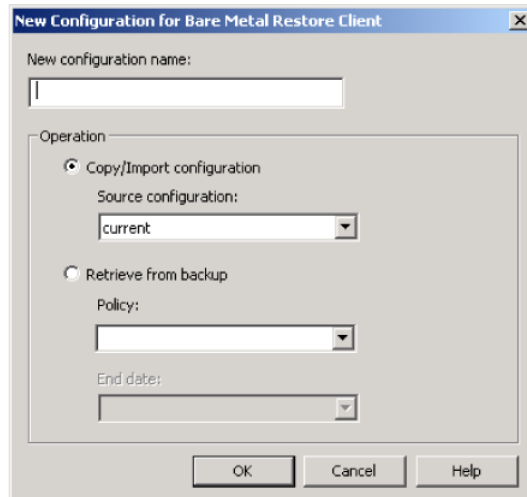 New Configuration for Bare Metal Restore Client
New configuration name:
Operation
Copy/Import configuration
Source configuration:
current
Retrieve from backup
Policy:
End date:
OK Cancel Help